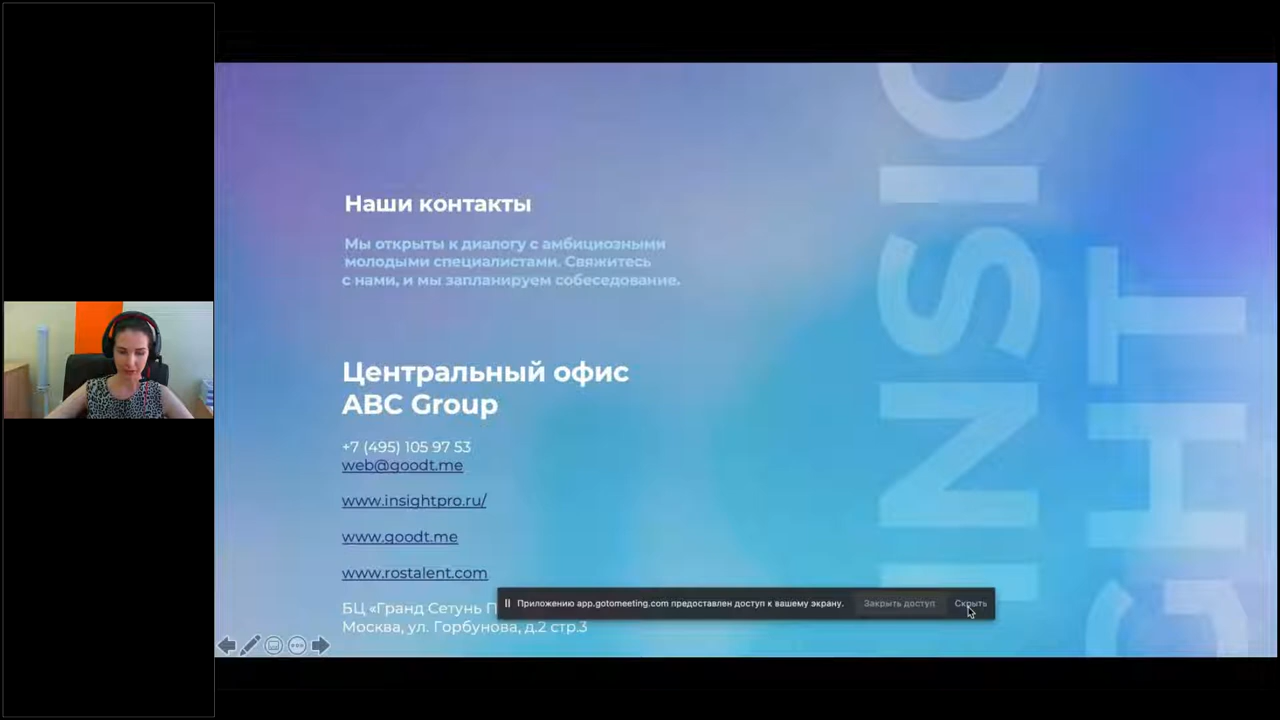 Наши контакты
Мы открыты к диалогу с амбициозными
молодыми специалистами. Свяжитесь
с нами, и мы запланируем собеседование.
Центральный офис
ABC Group
+7 (495) 105 97 53
web@goodt.me
www.insightpro.ru/
www.goodt.me
www.rostalent.com
БЦ «Гранд Сетунь П
Москва, ул. Горбунова, д.2 стр.3
Приложению app.gotomeeting.com предоставлен доступ к вашему экрану.
Закрыть доступ
Скрыть
INSIG
GHT